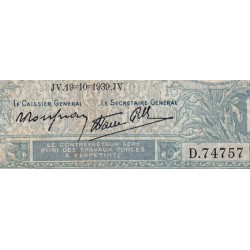 JV.19=10=1939.JV.
LE CAISSIER GÉNÉRAL LE SECRÉTAIRE GÉNÉRAL
LE CONTREFACTEUR SERA
PUNI DES TRAVAUX FORCÉS
À PERPÉTUITÉ
D.74757